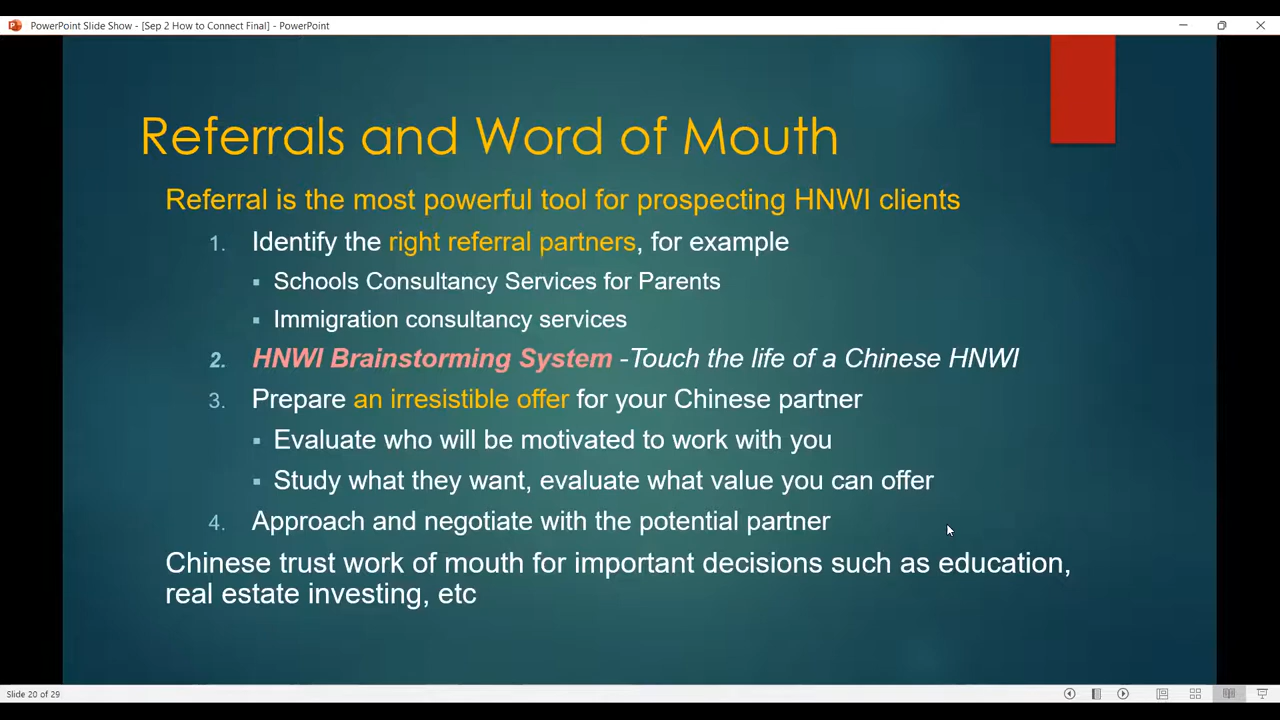 PowerPoint Slide Show - [Sep 2 How to Connect Final] - PowerPoint
Referrals and Word of Mouth
Referral is the most powerful tool for prospecting HNWI clients
1. Identify the right referral partners, for example
▪ Schools Consultancy Services for Parents
▪ Immigration consultancy services
2. HNWI Brainstorming System -Touch the life of a Chinese HNWI
3. Prepare an irresistible offer for your Chinese partner
▪ Evaluate who will be motivated to work with you
▪ Study what they want, evaluate what value you can offer
4. Approach and negotiate with the potential partner
Chinese trust work of mouth for important decisions such as education,
real estate investing, etc
Slide 20 of 29